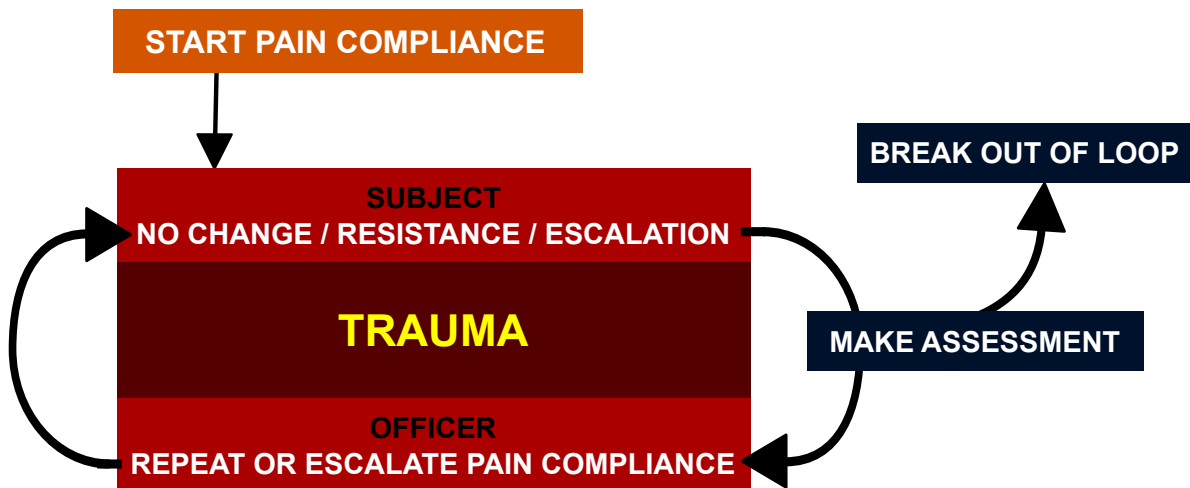 START PAIN COMPLIANCE
BREAK OUT OF LOOP
SUBJECT
NO CHANGE / RESISTANCE / ESCALATION
TRAUMA
MAKE ASSESSMENT
OFFICER
REPEAT OR ESCALATE PAIN COMPLIANCE